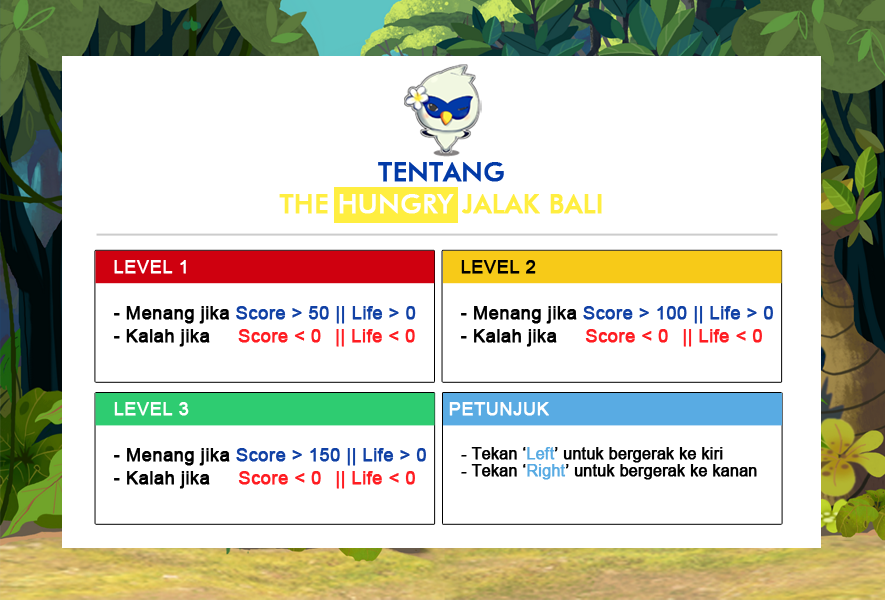 TENTANG
THE HUNGRY JALAK BALI
LEVEL 1
- Menang jika Score > 50 || Life > 0
- Kalah jika Score < 0 || Life < 0
LEVEL 2
- Menang jika Score > 100 || Life > 0
- Kalah jika Score < 0 || Life < 0
LEVEL 3
- Menang jika Score > 150 || Life > 0
- Kalah jika Score < 0 || Life < 0
PETUNJUK
- Tekan ‘Left’ untuk bergerak ke kiri
- Tekan ‘Right’ untuk bergerak ke kanan